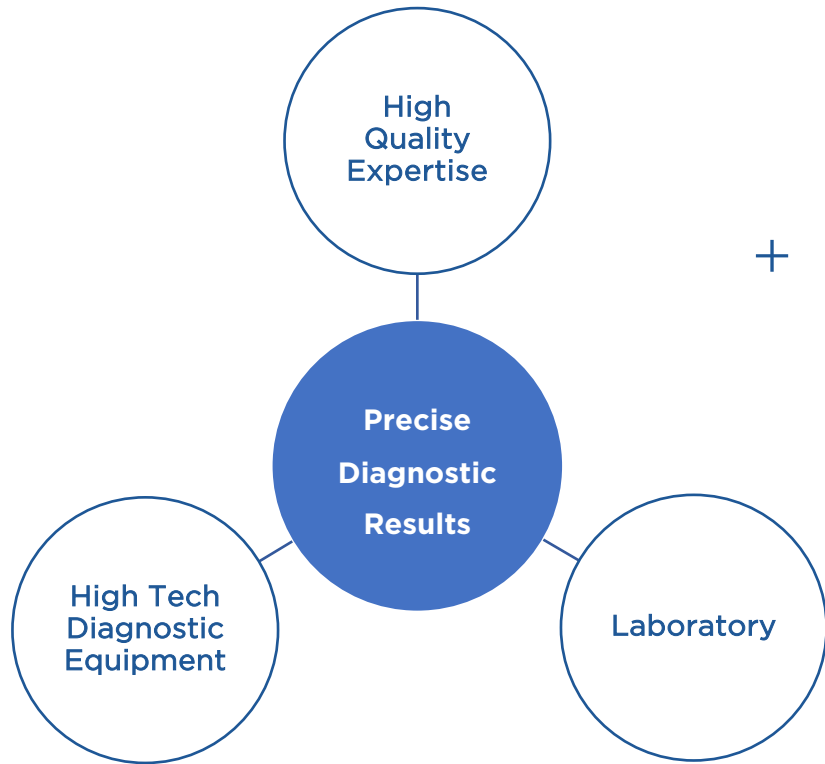 High
Quality
Expertise
+
Precise
Diagnostic
Results
High Tech
Diagnostic
Equipment
Laboratory